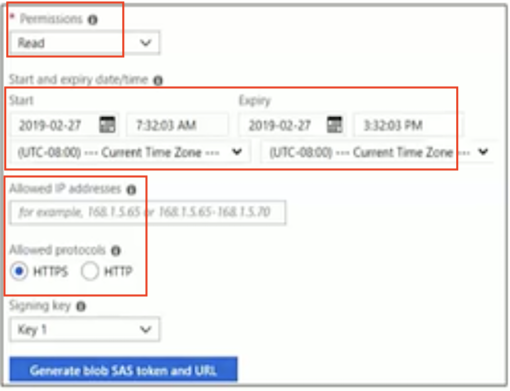 * Permissions
Read
Start and expiry date/time
Start Expiry
2019-02-27 7:32:03 AM 2019-02-27 3:32:03 PM
(UTC-08:00) --- Current Time Zone --- (UTC-08:00) --- Current Time Zone ---
Allowed IP addresses
for example, 168.1.5.65 or 168.1.5.65-168.1.5.70
Allowed protocols
HTTPS HTTP
Signing key
Key 1
Generate blob SAS token and URL